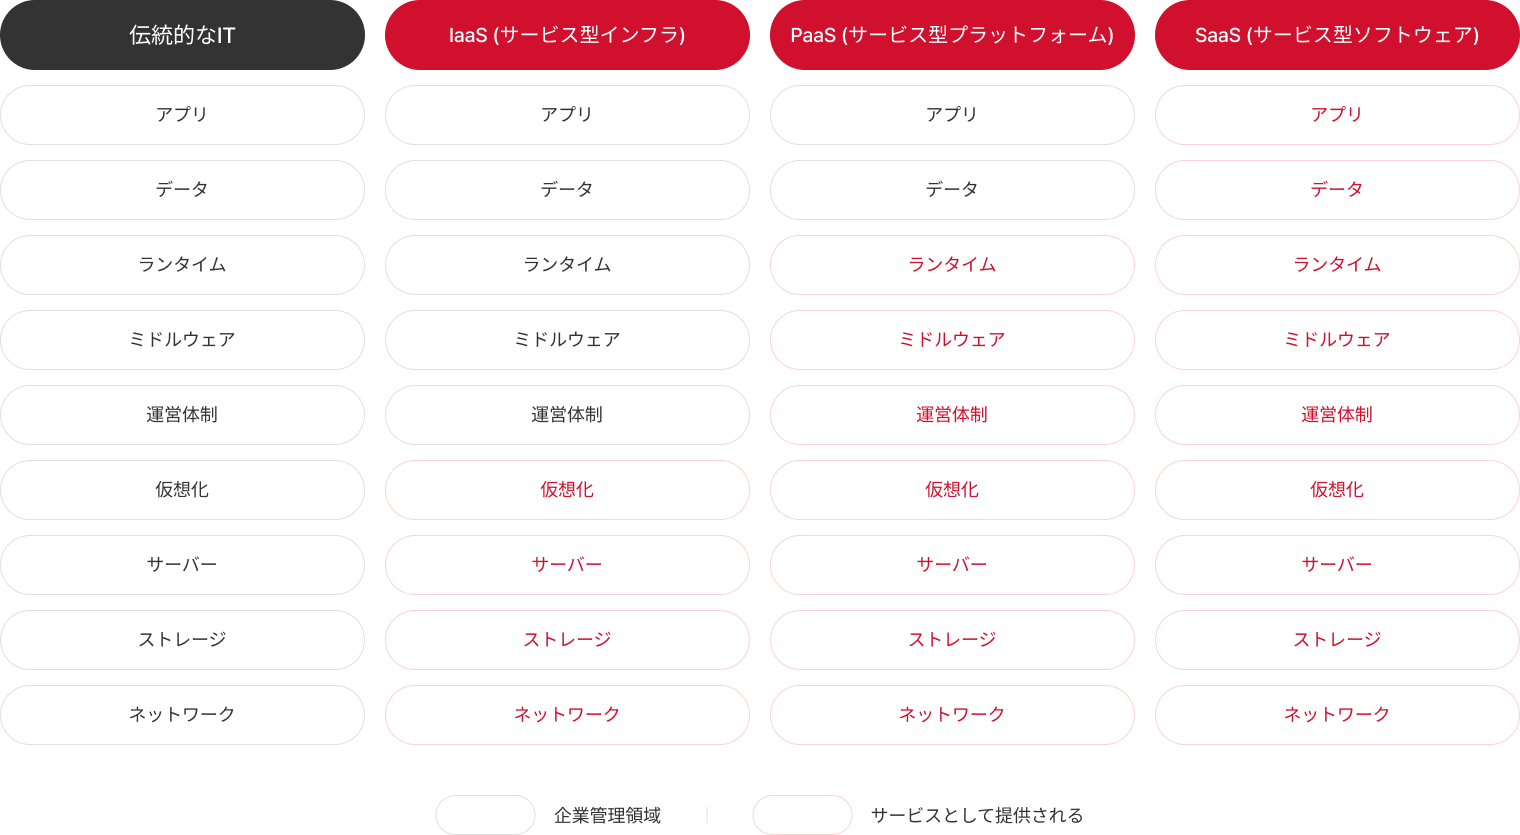 伝統的なIT
IaaS (サービス型インフラ)
PaaS (サービス型プラットフォーム)
SaaS (サービス型ソフトウェア)
アプリ
アプリ
アプリ
アプリ
データ
データ
データ
データ
ランタイム
ランタイム
ランタイム
ランタイム
ミドルウェア
ミドルウェア
ミドルウェア
ミドルウェア
運営体制
運営体制
運営体制
運営体制
仮想化
仮想化
仮想化
仮想化
サーバー
サーバー
サーバー
サーバー
ストレージ
ストレージ
ストレージ
ストレージ
ネットワーク
ネットワーク
ネットワーク
ネットワーク
企業管理領域
サービスとして提供される